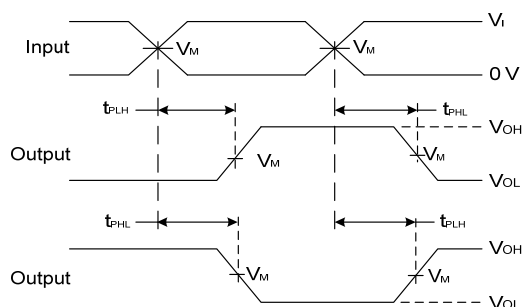 Input
VM
VM
VI
0 V
tPLH
tPHL
Output
VM
VM
VOH
VOL
tPHL
tPLH
Output
VM
VM
VOH
VOL